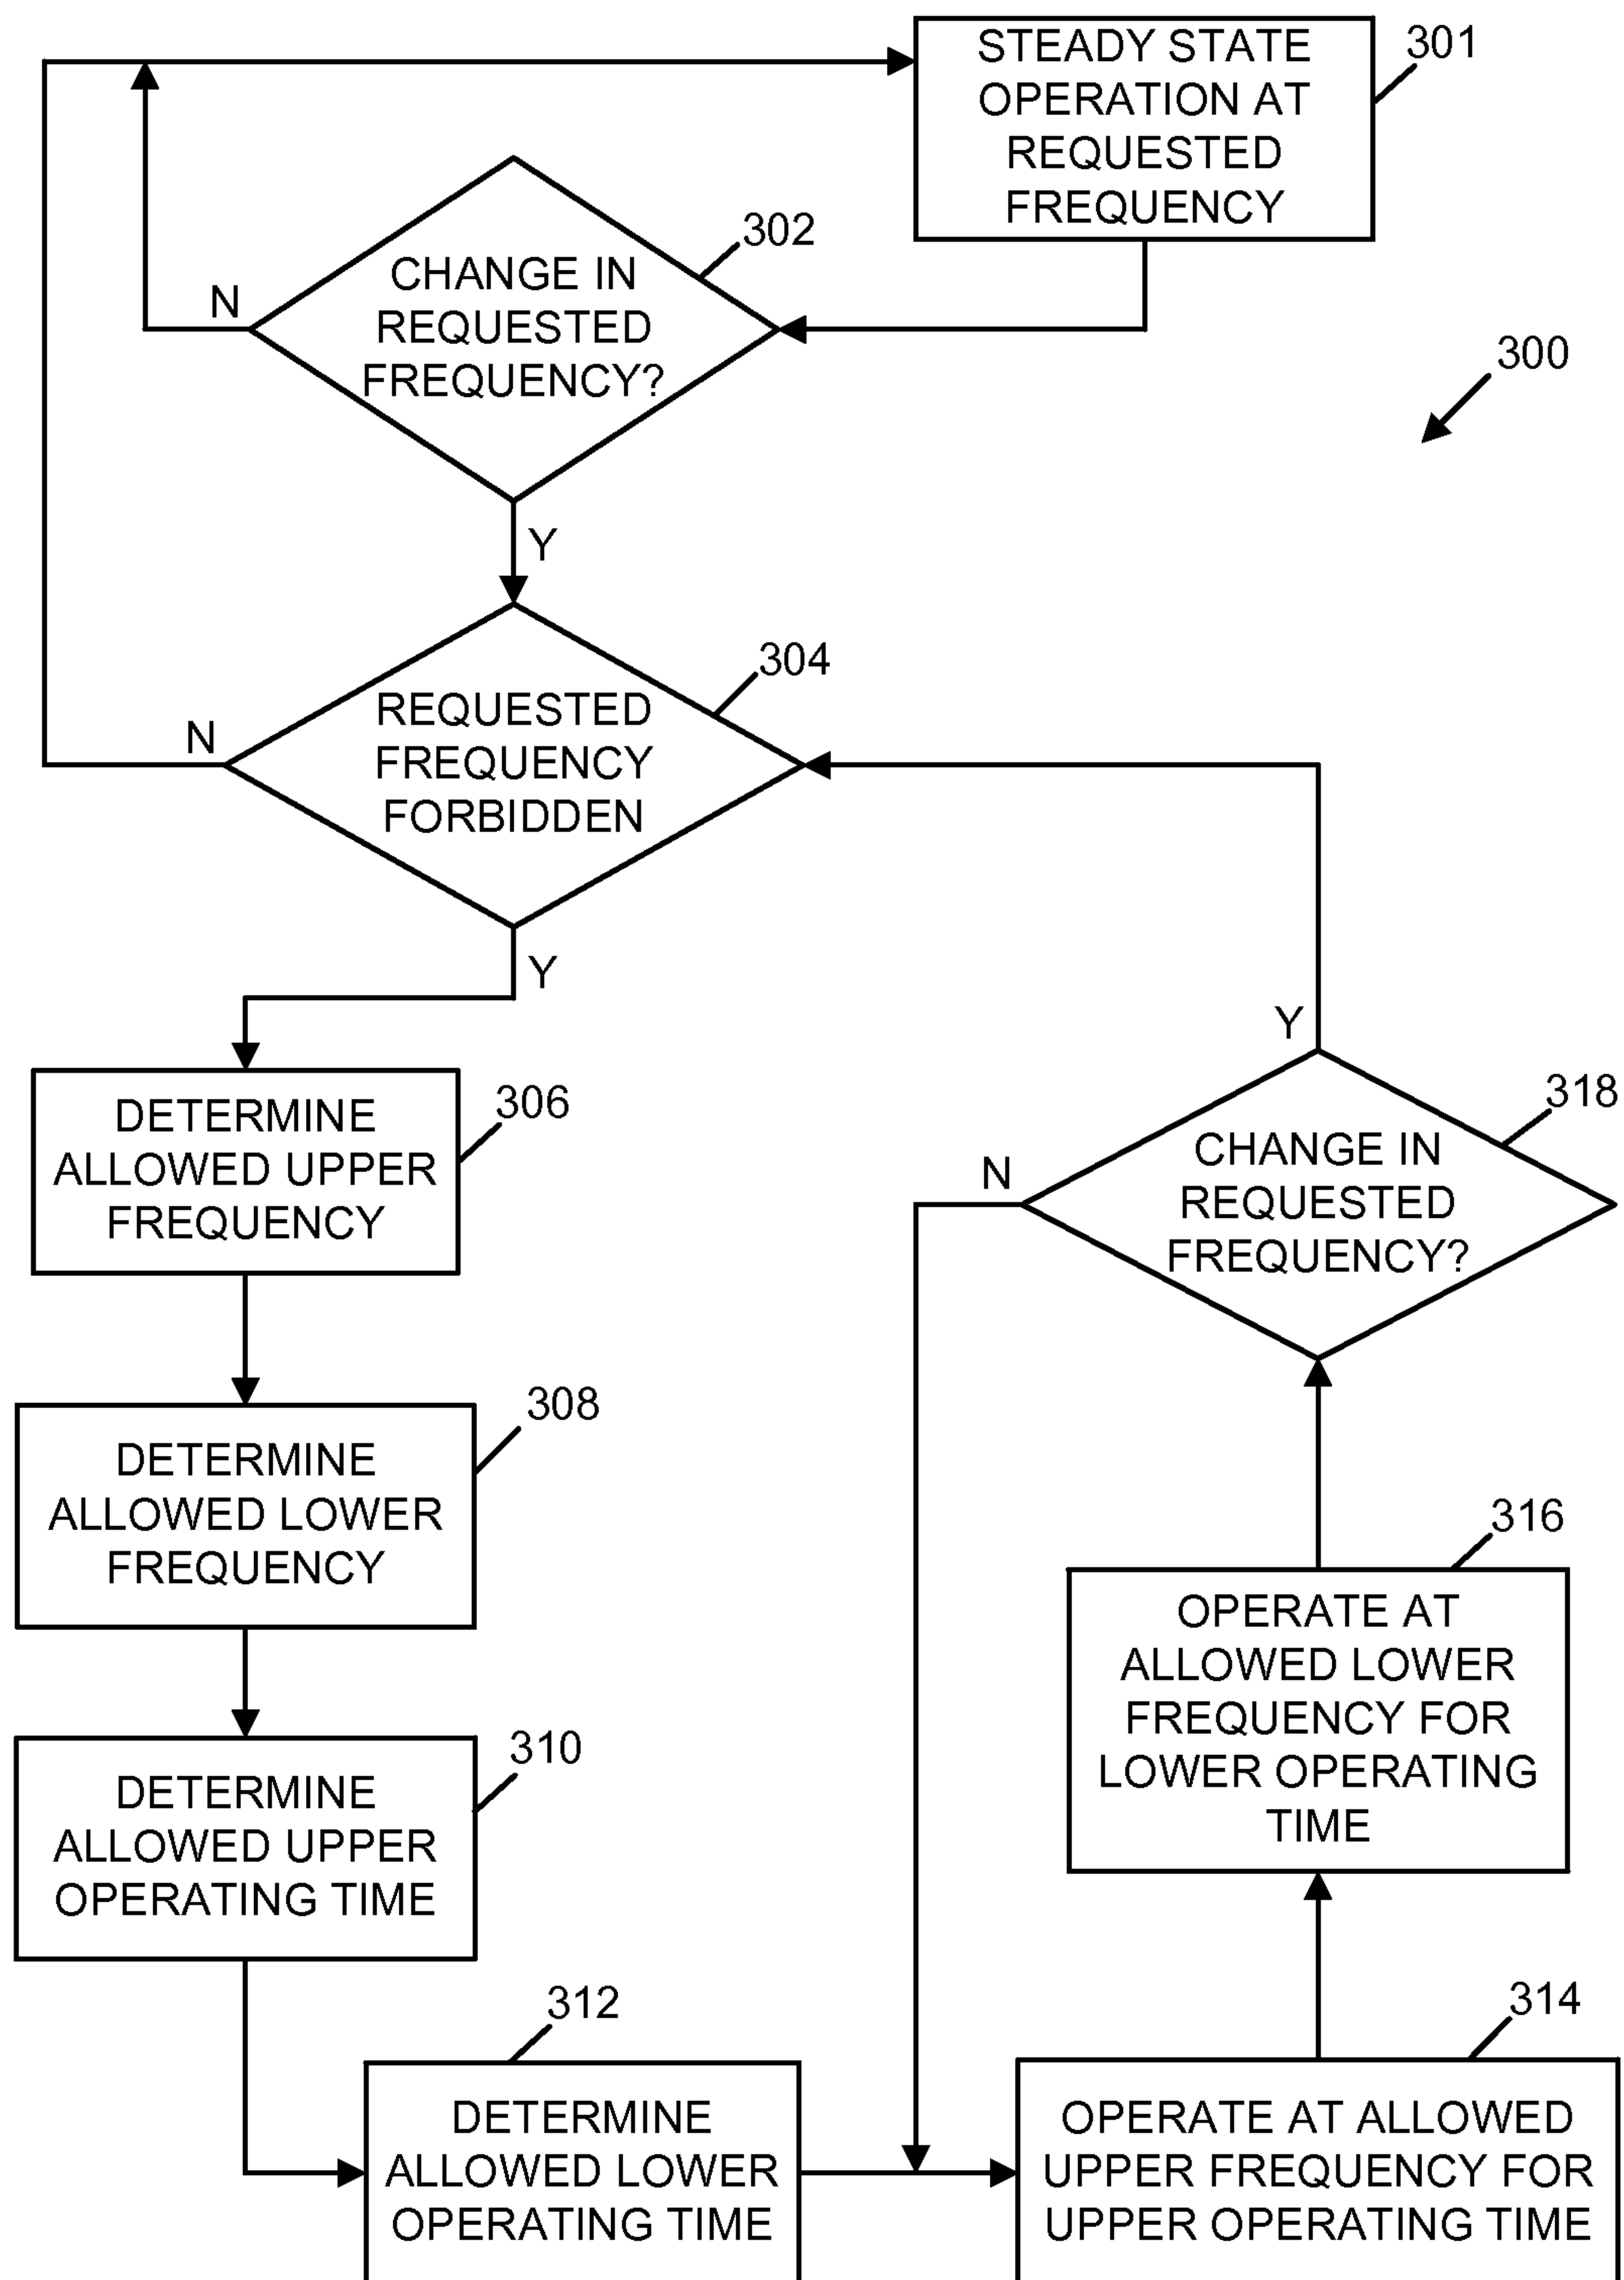 STEADY STATE
OPERATION AT
REQUESTED
FREQUENCY
301
302
CHANGE IN
REQUESTED
FREQUENCY?
N
Y
300
304
REQUESTED
FREQUENCY
FORBIDDEN
N
Y
306
DETERMINE
ALLOWED UPPER
FREQUENCY
308
DETERMINE
ALLOWED LOWER
FREQUENCY
310
DETERMINE
ALLOWED UPPER
OPERATING TIME
312
DETERMINE
ALLOWED LOWER
OPERATING TIME
314
OPERATE AT ALLOWED
UPPER FREQUENCY FOR
UPPER OPERATING TIME
316
OPERATE AT
ALLOWED LOWER
FREQUENCY FOR
LOWER OPERATING
TIME
318
CHANGE IN
REQUESTED
FREQUENCY?
N
Y